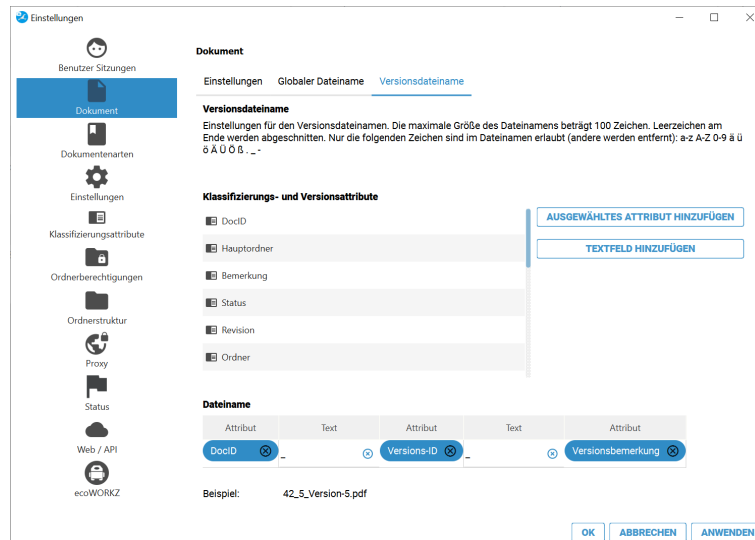 Einstellungen
Benutzer Sitzungen
Dokument
Dokumentenarten
Einstellungen
Klassifizierungsattribute
Ordnerberechtigungen
Ordnerstruktur
Proxy
Status
Web / API
ecoWORKZ
Dokument
Einstellungen Globaler Dateiname Versionsdateiname
Versionsdateiname
Einstellungen für den Versionsdateinamen. Die maximale Größe des Dateinamens beträgt 100 Zeichen. Leerzeichen am
Ende werden abgeschnitten. Nur die folgenden Zeichen sind im Dateinamen erlaubt (andere werden entfernt): a-z A-Z 0-9 ä ü
ö Ä Ü Ö ß . _ -
Klassifizierungs- und Versionsattribute
DocID
Hauptordner
Bemerkung
Status
Revision
Ordner
AUSGEWÄHLTES ATTRIBUT HINZUFÜGEN
TEXTFELD HINZUFÜGEN
Dateiname
Attribut Text Attribut Text Attribut
DocID _ Versions-ID _ Versionsbemerkung
Beispiel: 42_5_Version-5.pdf
OK ABBRECHEN ANWENDEN